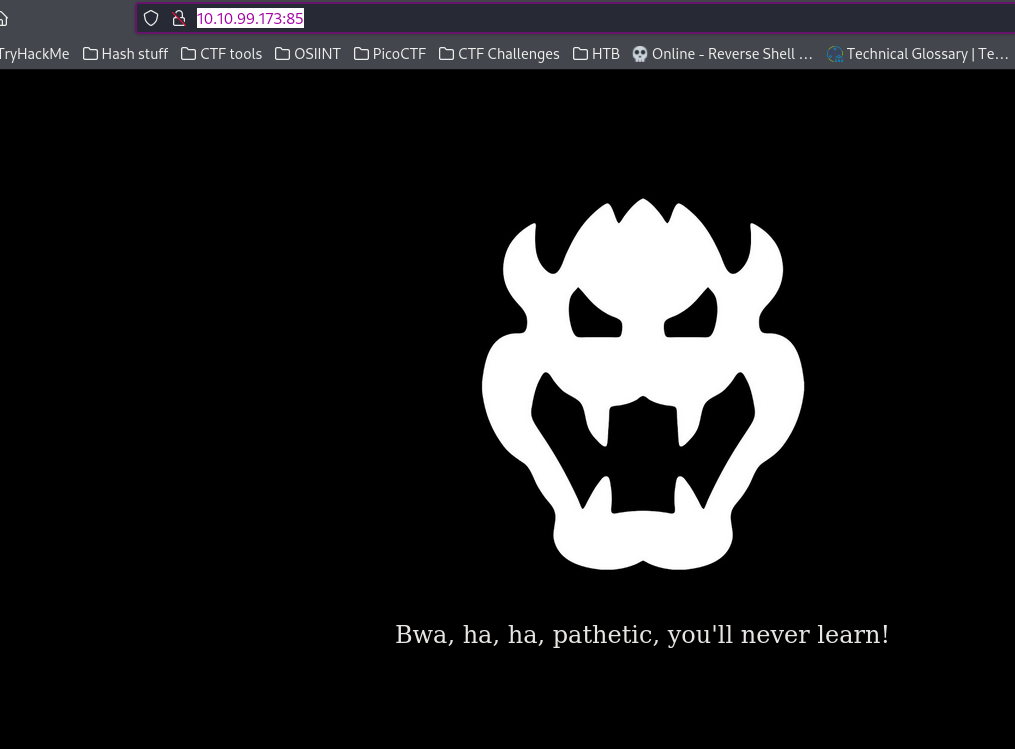 10.10.99.173:85
TryHackMe Hash stuff CTF tools OSIINT PicoCTF CTF Challenges HTB Online - Reverse Shell ... Technical Glossary | Te...
Bwa, ha, ha, pathetic, you'll never learn!